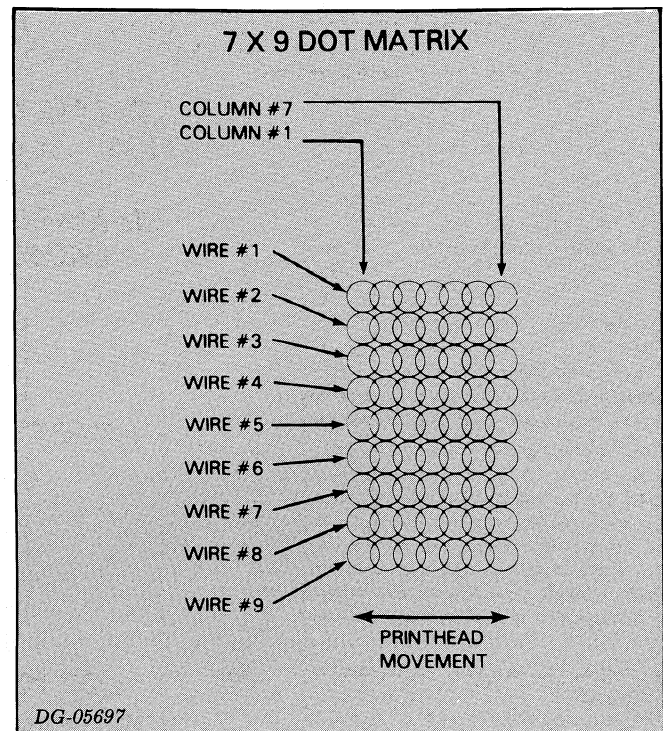 7 X 9 DOT MATRIX
COLUMN #7
COLUMN #1
WIRE #1
WIRE #2
WIRE #3
WIRE #4
WIRE #5
WIRE #6
WIRE #7
WIRE #8
WIRE #9
PRINTHEAD
MOVEMENT
DG-05697